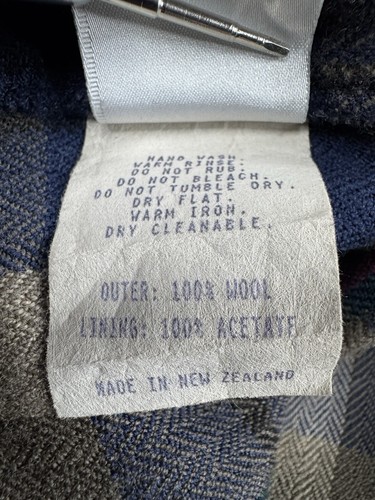 HAND WASH.
WARM RINSE.
DO NOT RUB.
DO NOT BLEACH.
DO NOT TUMBLE DRY.
DRY FLAT.
WARM IRON.
DRY CLEANABLE.
OUTER: 100% WOOL
LINING: 100% ACETATE
MADE IN NEW ZEALAND